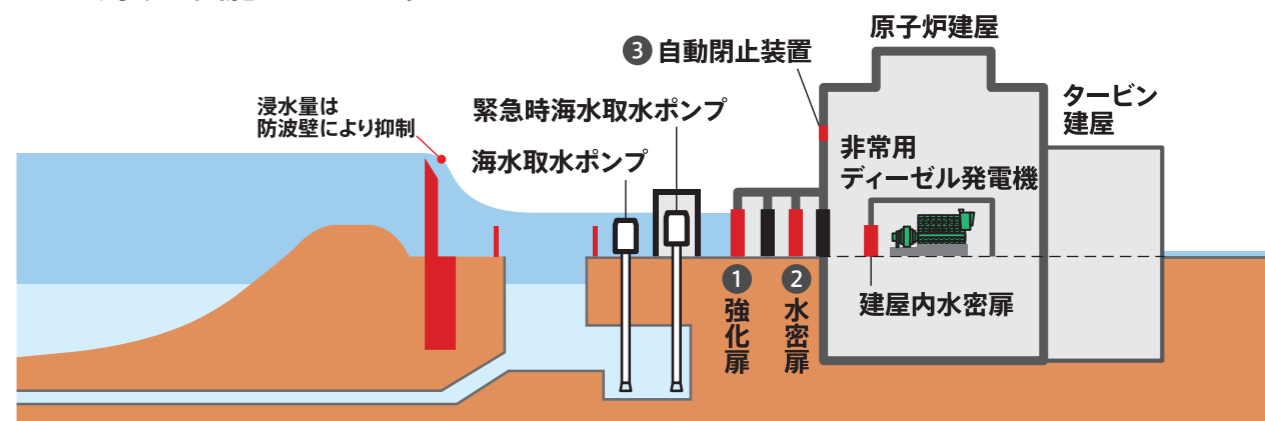 原子炉建屋
❸自動閉止装置
タービン
建屋
浸水量は
防波壁により抑制
緊急時海水取水ポンプ
海水取水ポンプ
非常用
ディーゼル発電機
❶強化扉
❷水密扉
建屋内水密扉